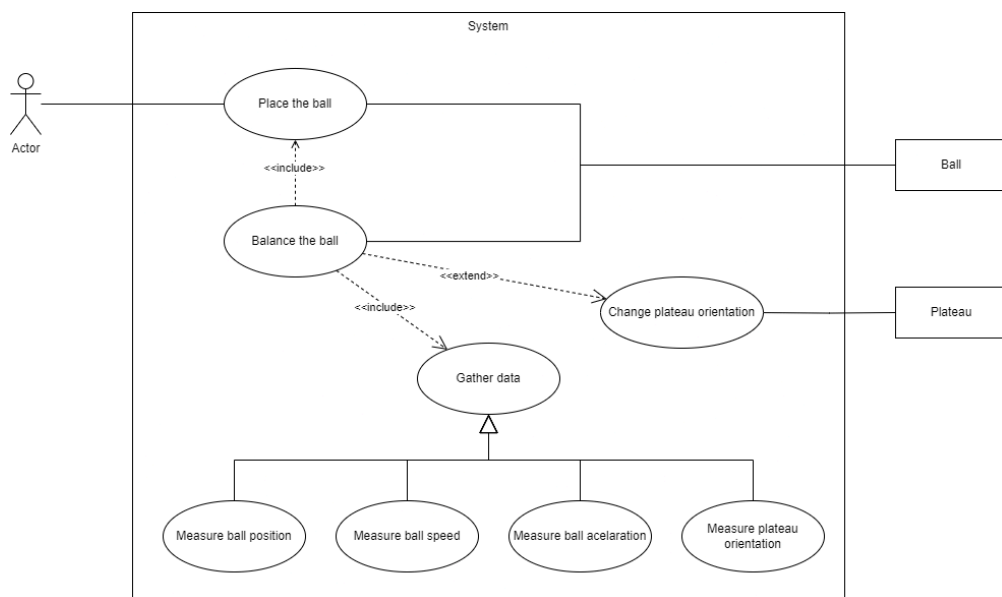 System
Place the ball
Actor
<<include>>
Ball
Balance the ball
<<extend>>
<<include>>
Change plateau orientation
Plateau
Gather data
Measure ball position
Measure ball speed
Measure ball acelaration
Measure plateau
orientation